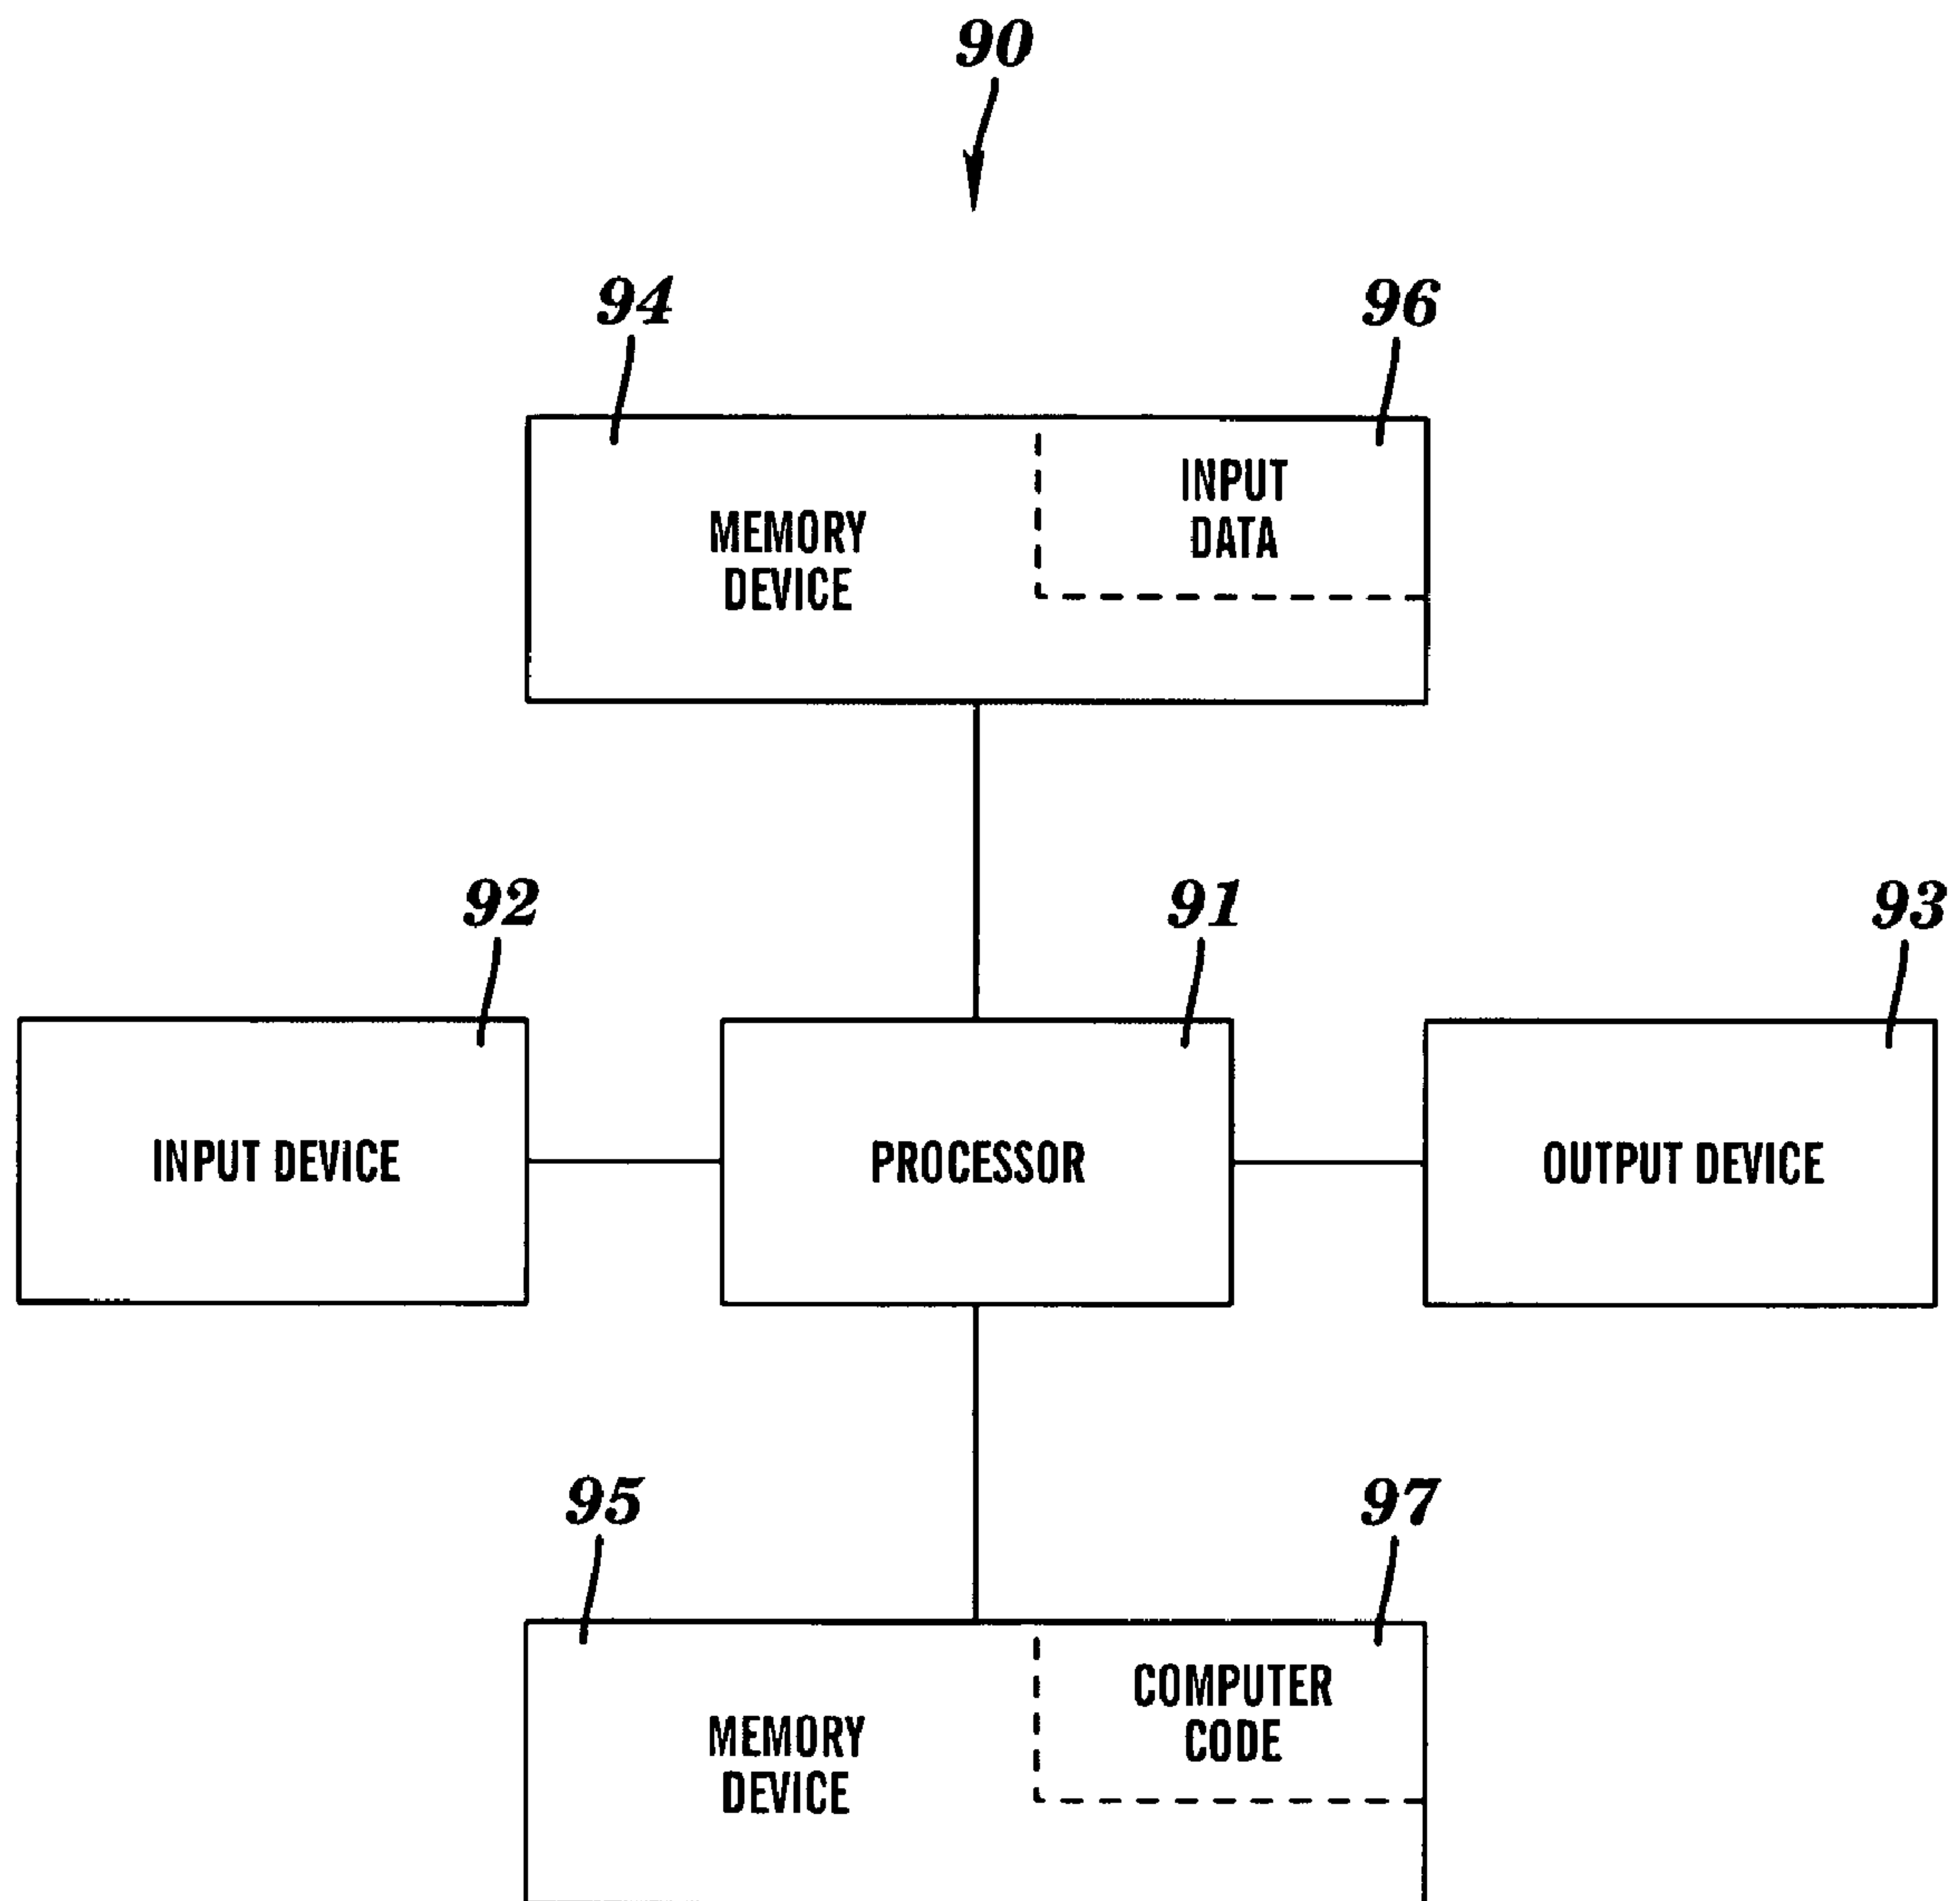 90
94
96
INPUT
DATA
MEMORY
DEVICE
92
91
93
INPUT DEVICE
PROCESSOR
OUTPUT DEVICE
95
97
COMPUTER
CODE
MEMORY
DEVICE